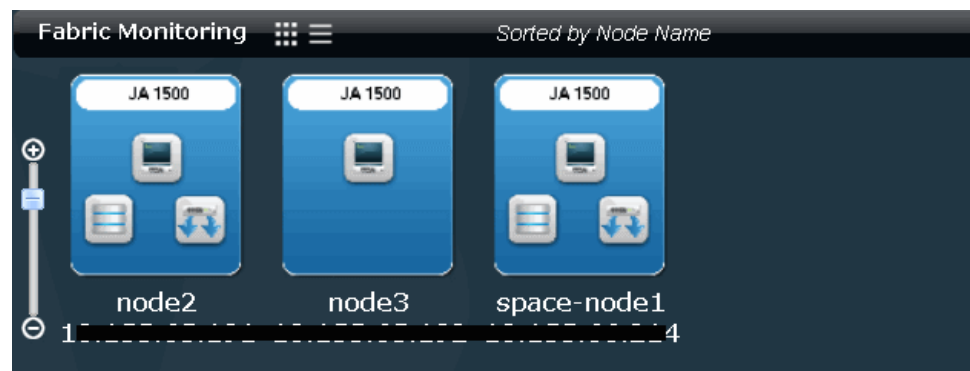 Fabric Monitoring Sorted by Node Name
JA 1500 JA 1500 JA 1500
node2 node3 space-node1